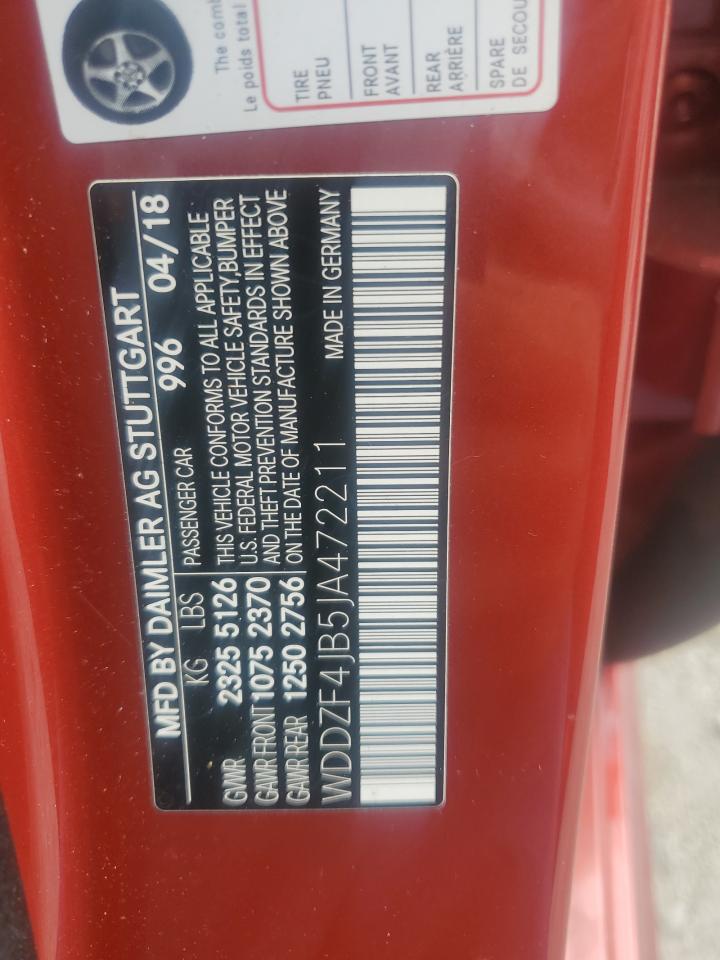 The comb
Le poids total
TIRE
PNEU
FRONT
AVANT
REAR
ARRIÈRE
SPARE
DE SECOU
MFD BY DAIMLER AG STUTTGART
KG LBS PASSENGER CAR 996 04/18
GVWR 2325 5126 THIS VEHICLE CONFORMS TO ALL APPLICABLE
GAWR FRONT 1075 2370 U.S. FEDERAL MOTOR VEHICLE SAFETY,BUMPER
GAWR REAR 1250 2756 AND THEFT PREVENTION STANDARDS IN EFFECT
ON THE DATE OF MANUFACTURE SHOWN ABOVE
WDDZF4JB5JA472211 MADE IN GERMANY